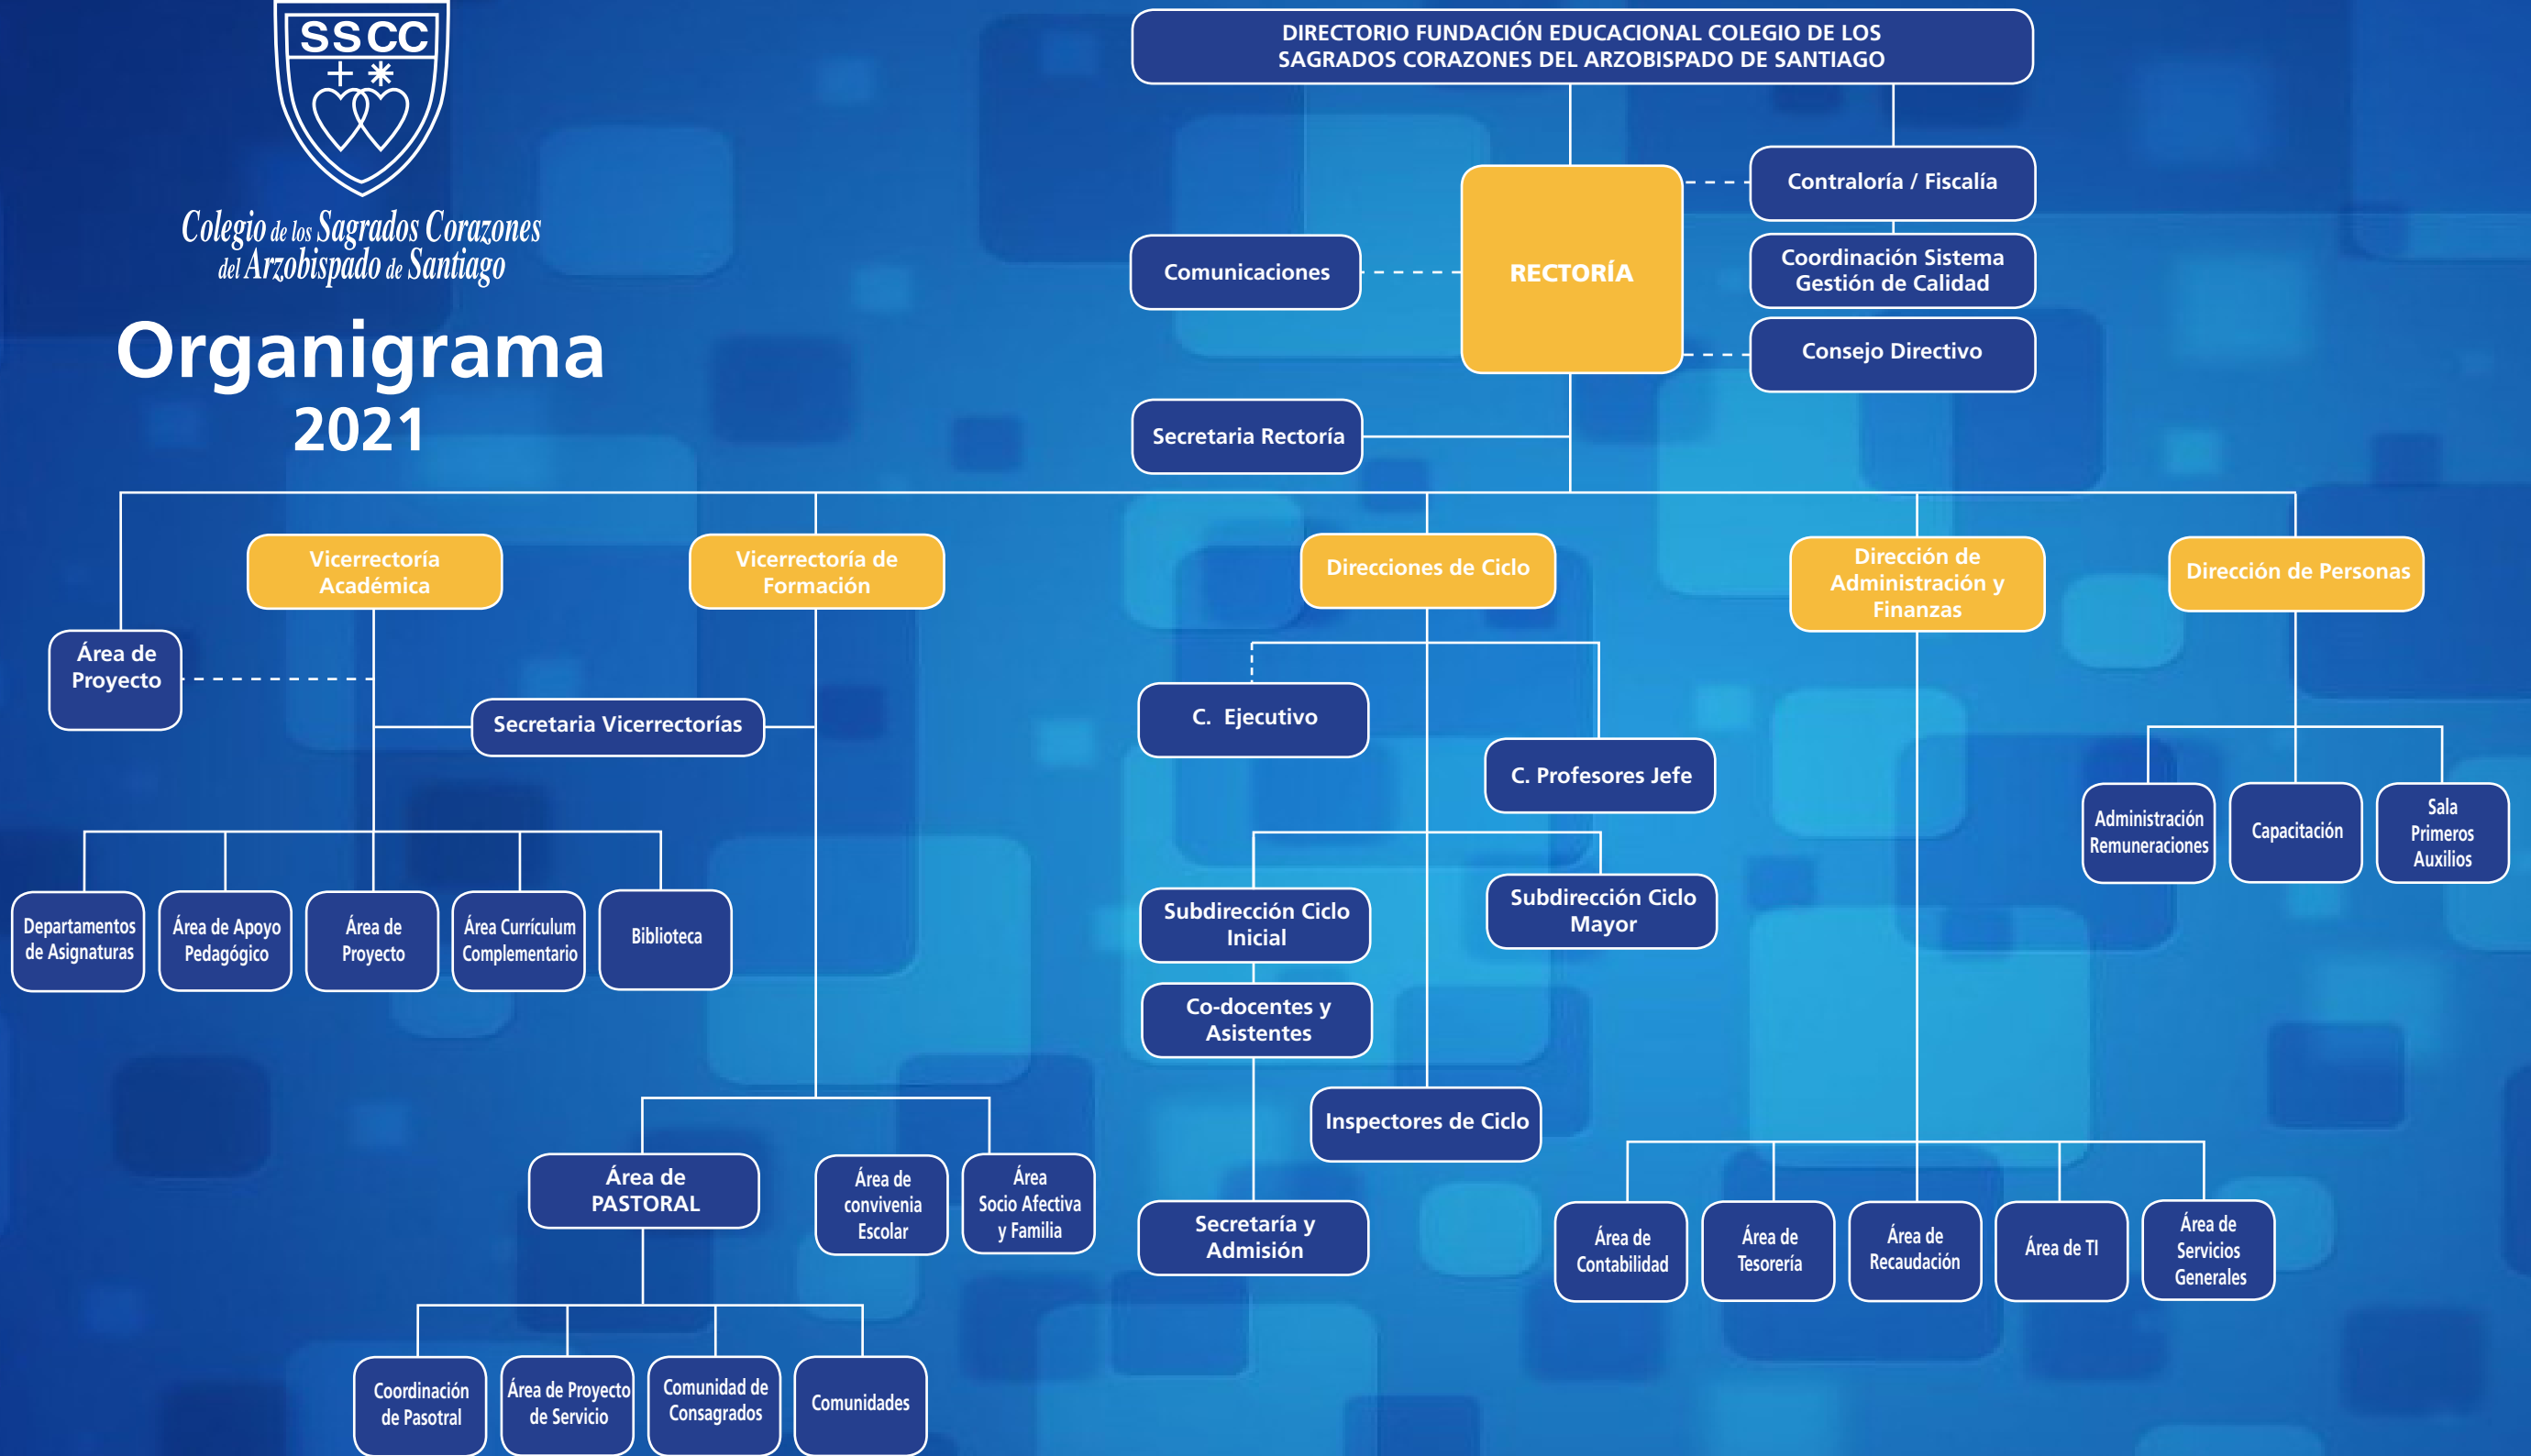 SSCC
Colegio de los Sagrados Corazones
del Arzobispado de Santiago
Organigrama
2021
DIRECTORIO FUNDACIÓN EDUCACIONAL COLEGIO DE LOS
SAGRADOS CORAZONES DEL ARZOBISPADO DE SANTIAGO
RECTORÍA
Contraloría / Fiscalía
Comunicaciones
Coordinación Sistema
Gestión de Calidad
Consejo Directivo
Secretaria Rectoría
Vicerrectoría
Académica
Vicerrectoría de
Formación
Direcciones de Ciclo
Dirección de
Administración y
Finanzas
Dirección de Personas
Área de
Proyecto
Secretaria Vicerrectorías
C. Ejecutivo
C. Profesores Jefe
Administración
Remuneraciones
Capacitación
Sala
Primeros
Auxilios
Departamentos
de Asignaturas
Área de Apoyo
Pedagógico
Área de
Proyecto
Área Currículum
Complementario
Biblioteca
Subdirección Ciclo
Inicial
Subdirección Ciclo
Mayor
Co-docentes y
Asistentes
Inspectores de Ciclo
Área de
PASTORAL
Área de
convivenia
Escolar
Área
Socio Afectiva
y Familia
Secretaría y
Admisión
Área de
Contabilidad
Área de
Tesorería
Área de
Recaudación
Área de TI
Área de
Servicios
Generales
Coordinación
de Pasotral
Área de Proyecto
de Servicio
Comunidad de
Consagrados
Comunidades